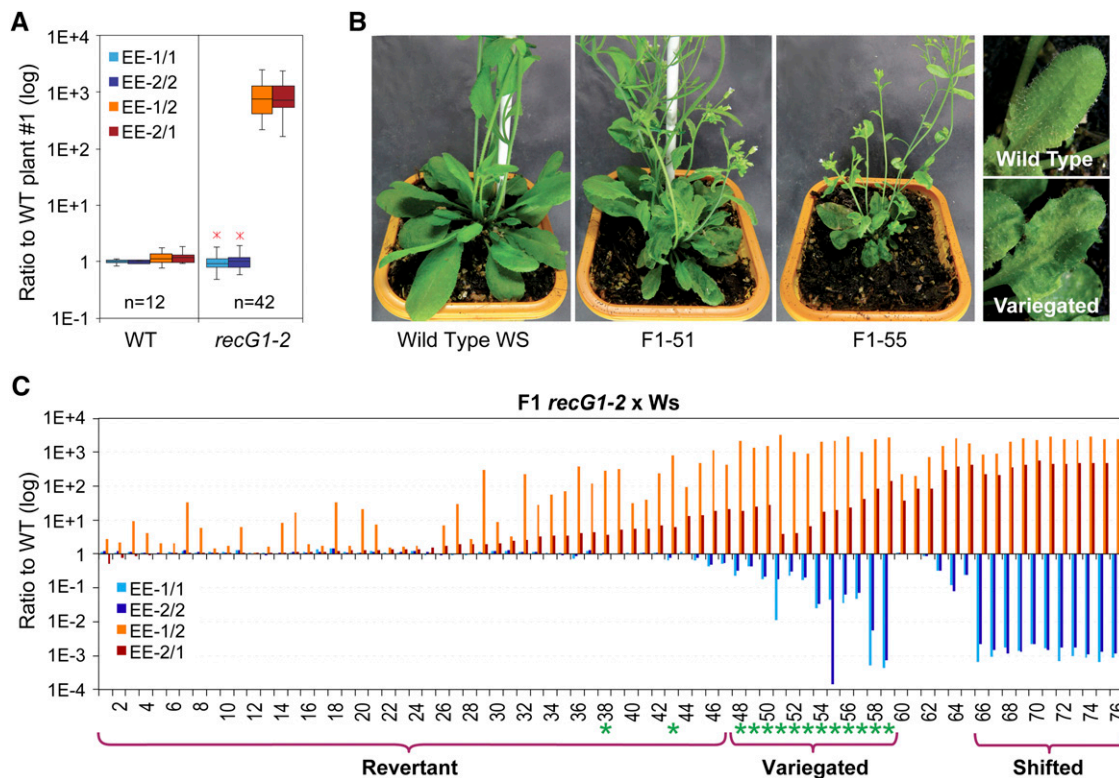 A
Ratio to WT plant #1 (log)
1E+4
1E+3
1E+2
1E+1
1
1E-1
EE-1/1
EE-2/2
EE-1/2
EE-2/1
n=12
n=42
WT
recG1-2
B
Wild Type WS
F1-51
F1-55
Wild Type
Variegated
C
F1 recG1-2 x Ws
Ratio to WT (log)
1E+4
1E+3
1E+2
1E+1
1
1E-1
1E-2
1E-3
1E-4
EE-1/1
EE-2/2
EE-1/2
EE-2/1
2 4 6 8 10 12 14 16 18 20 22 24 26 28 30 32 34 36 38 40 42 44 46 48 50 52 54 56 58 60 62 64 66 68 70 72 74 76
* * * * * * * * * * * * * *
Revertant
Variegated
Shifted